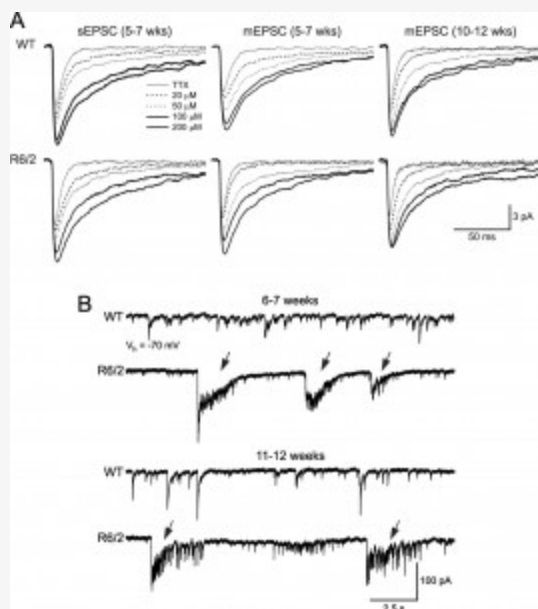 A
sEPSC (5-7 wks) mEPSC (5-7 wks) mEPSC (10-12 wks)
WT
TTX
20 μM
50 μM
100 μM
200 μM
R6/2
3 pA
50 ms
B
6-7 weeks
WT
Vh = -70 mV
R6/2
11-12 weeks
WT
R6/2
100 pA
2.5 s